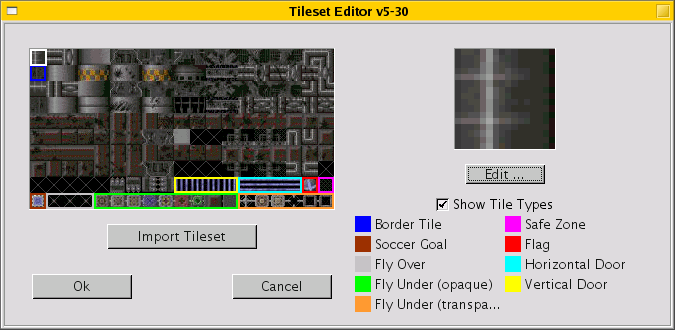 Tileset Editor v5-30
Edit ...
Show Tile Types
Border Tile
Safe Zone
Soccer Goal
Flag
Import Tileset
Fly Over
Horizontal Door
Ok
Cancel
Fly Under (opaque)
Vertical Door
Fly Under (transpa...